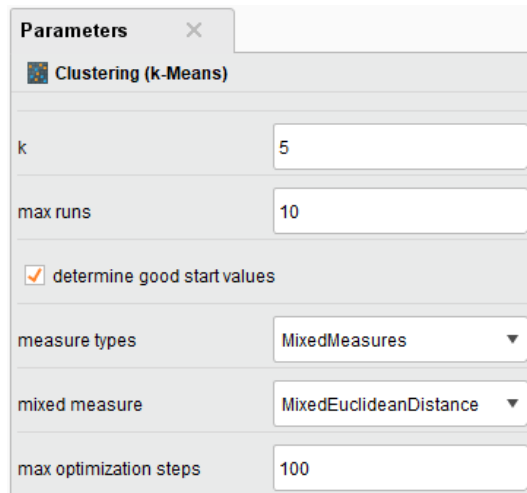 Parameters
Clustering (k-Means)
k 5
max runs 10
determine good start values
measure types MixedMeasures
mixed measure MixedEuclideanDistance
max optimization steps 100